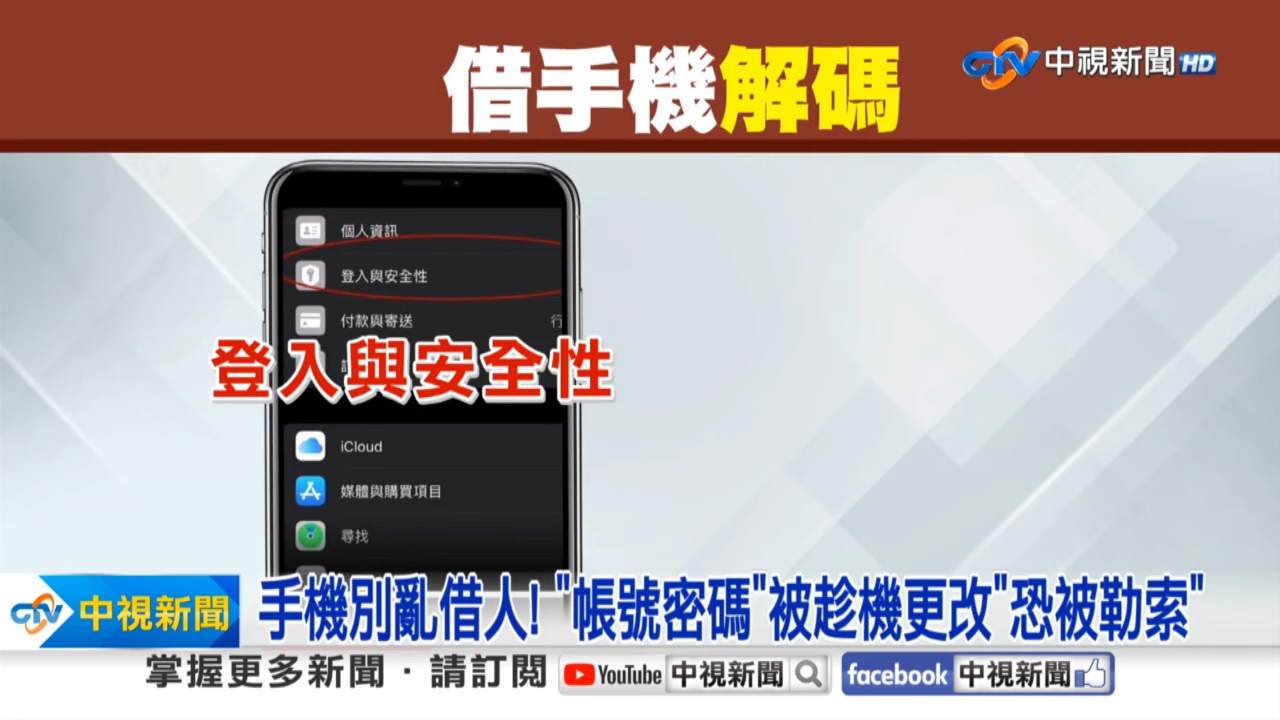 借手機解碼
CTV 中視新聞 HD
個人資訊
登入與安全性
付款與寄送 行
登入與安全性
iCloud
媒體與購買項目
尋找
CTV 中視新聞
手機別亂借人!"帳號密碼"被趁機更改"恐被勒索"
掌握更多新聞・請訂閱 YouTube 中視新聞 facebook 中視新聞